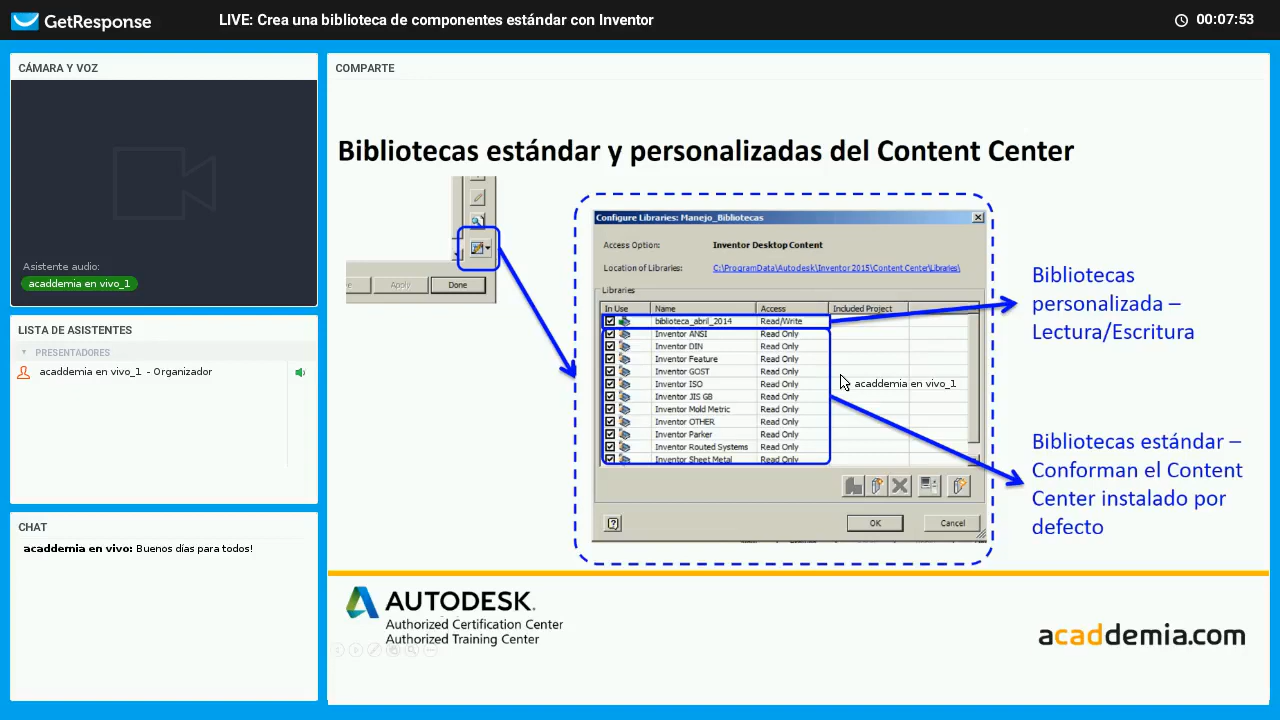 GetResponse
LIVE: Crea una biblioteca de componentes estándar con Inventor
00:07:53
CÁMARA Y VOZ
Asistente audio:
acaddemia en vivo_1
LISTA DE ASISTENTES
PRESENTADORES
acaddemia en vivo_1 - Organizador
CHAT
acaddemia en vivo: Buenos días para todos!
COMPARTE
Bibliotecas estándar y personalizadas del Content Center
Apply
Done
Configure Libraries: Manejo_Bibliotecas
Access Option: Inventor Desktop Content
Location of Libraries: C:\ProgramData\Autodesk\Inventor 2015\Content Center\Libraries\
Libraries
In Use Name Access Included Project
biblioteca_abril_2014 Read/Write
Inventor ANSI Read Only
Inventor DIN Read Only
Inventor Feature Read Only
Inventor GOST Read Only
Inventor ISO Read Only
Inventor JIS GB Read Only
Inventor Mold Metric Read Only
Inventor OTHER Read Only
Inventor Parker Read Only
Inventor Routed Systems Read Only
Inventor Sheet Metal Read Only
acaddemia en vivo_1
OK
Cancel
Bibliotecas
personalizada –
Lectura/Escritura
Bibliotecas estándar –
Conforman el Content
Center instalado por
defecto
AUTODESK.
Authorized Certification Center
Authorized Training Center
acaddemia.com